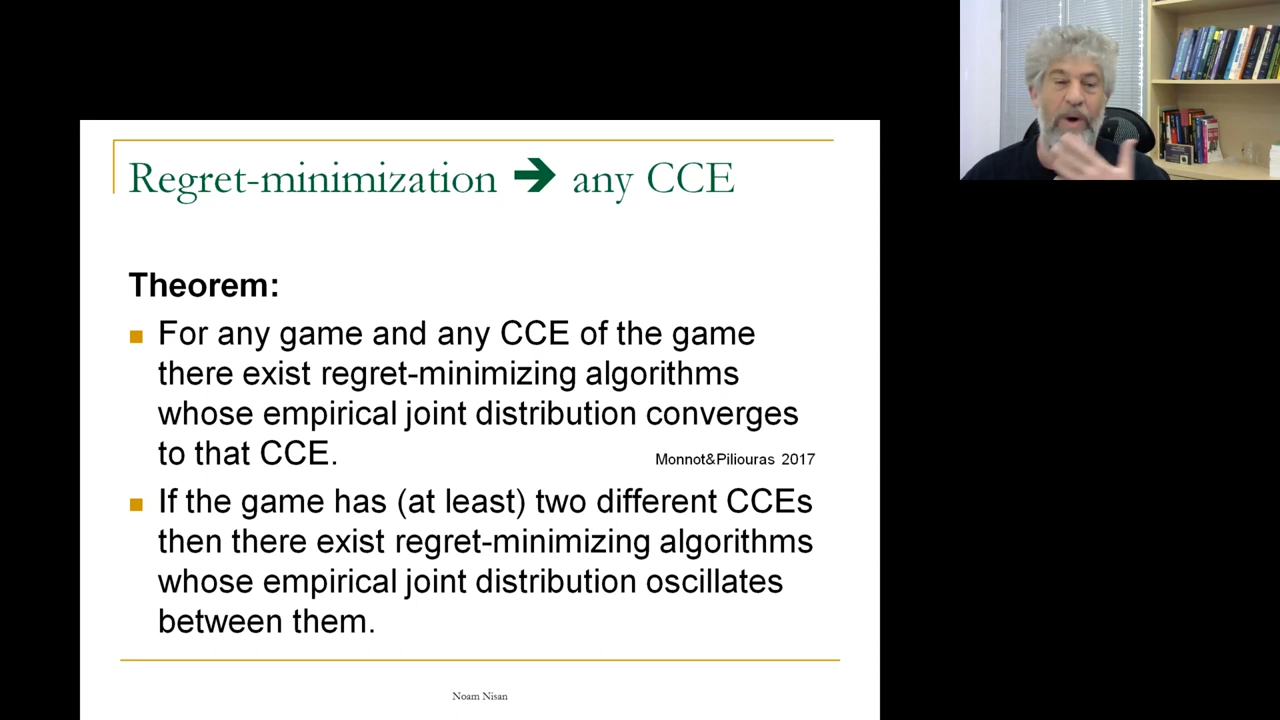 Regret-minimization ➔ any CCE
Theorem:
For any game and any CCE of the game
there exist regret-minimizing algorithms
whose empirical joint distribution converges
to that CCE.
Monnot&Piliouras 2017
If the game has (at least) two different CCEs
then there exist regret-minimizing algorithms
whose empirical joint distribution oscillates
between them.
Noam Nisan